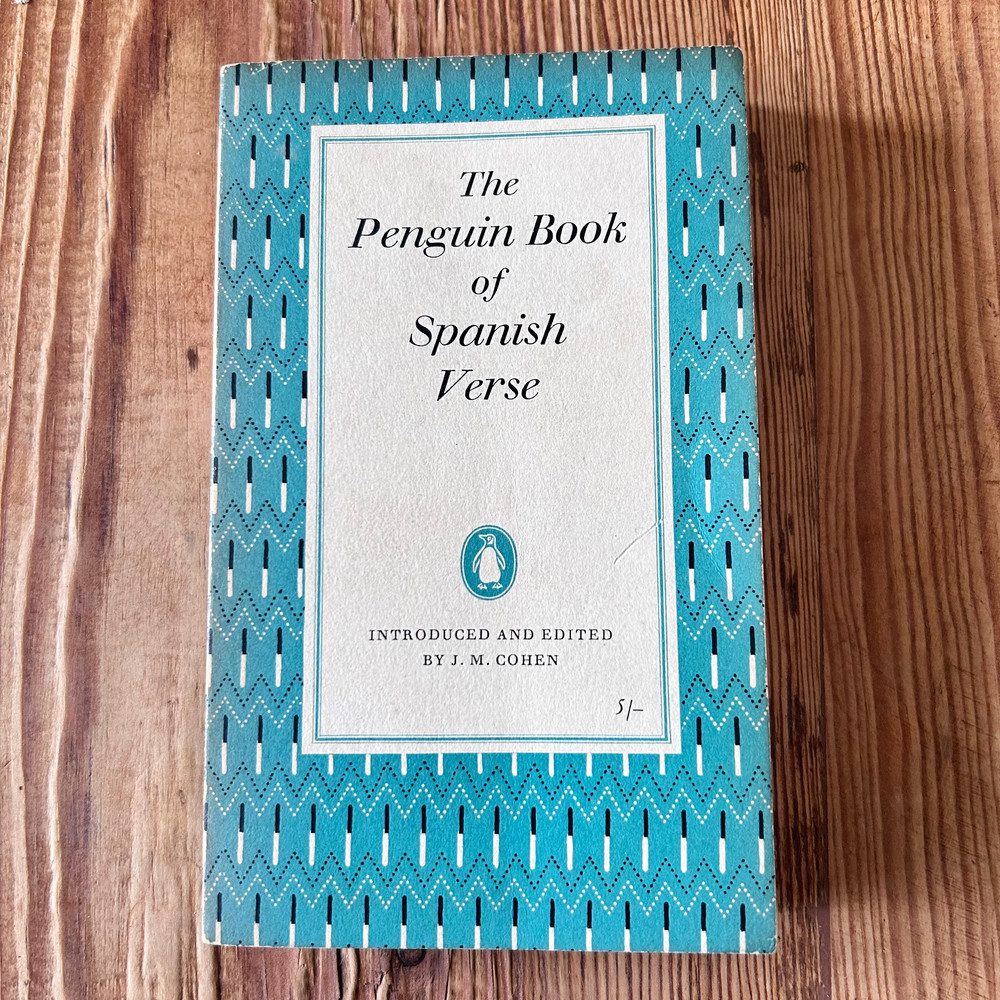 The
Penguin Book
of
Spanish
Verse
INTRODUCED AND EDITED
BY J. M. COHEN
5/–